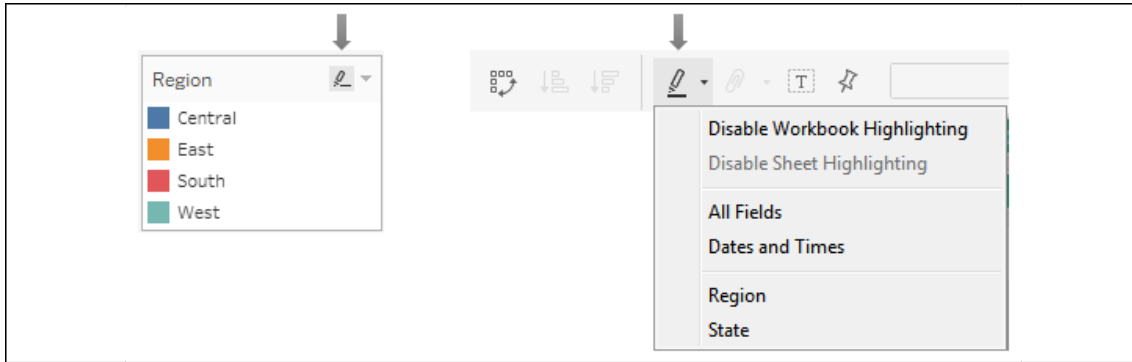 Region
Central
East
South
West
T
Disable Workbook Highlighting
Disable Sheet Highlighting
All Fields
Dates and Times
Region
State